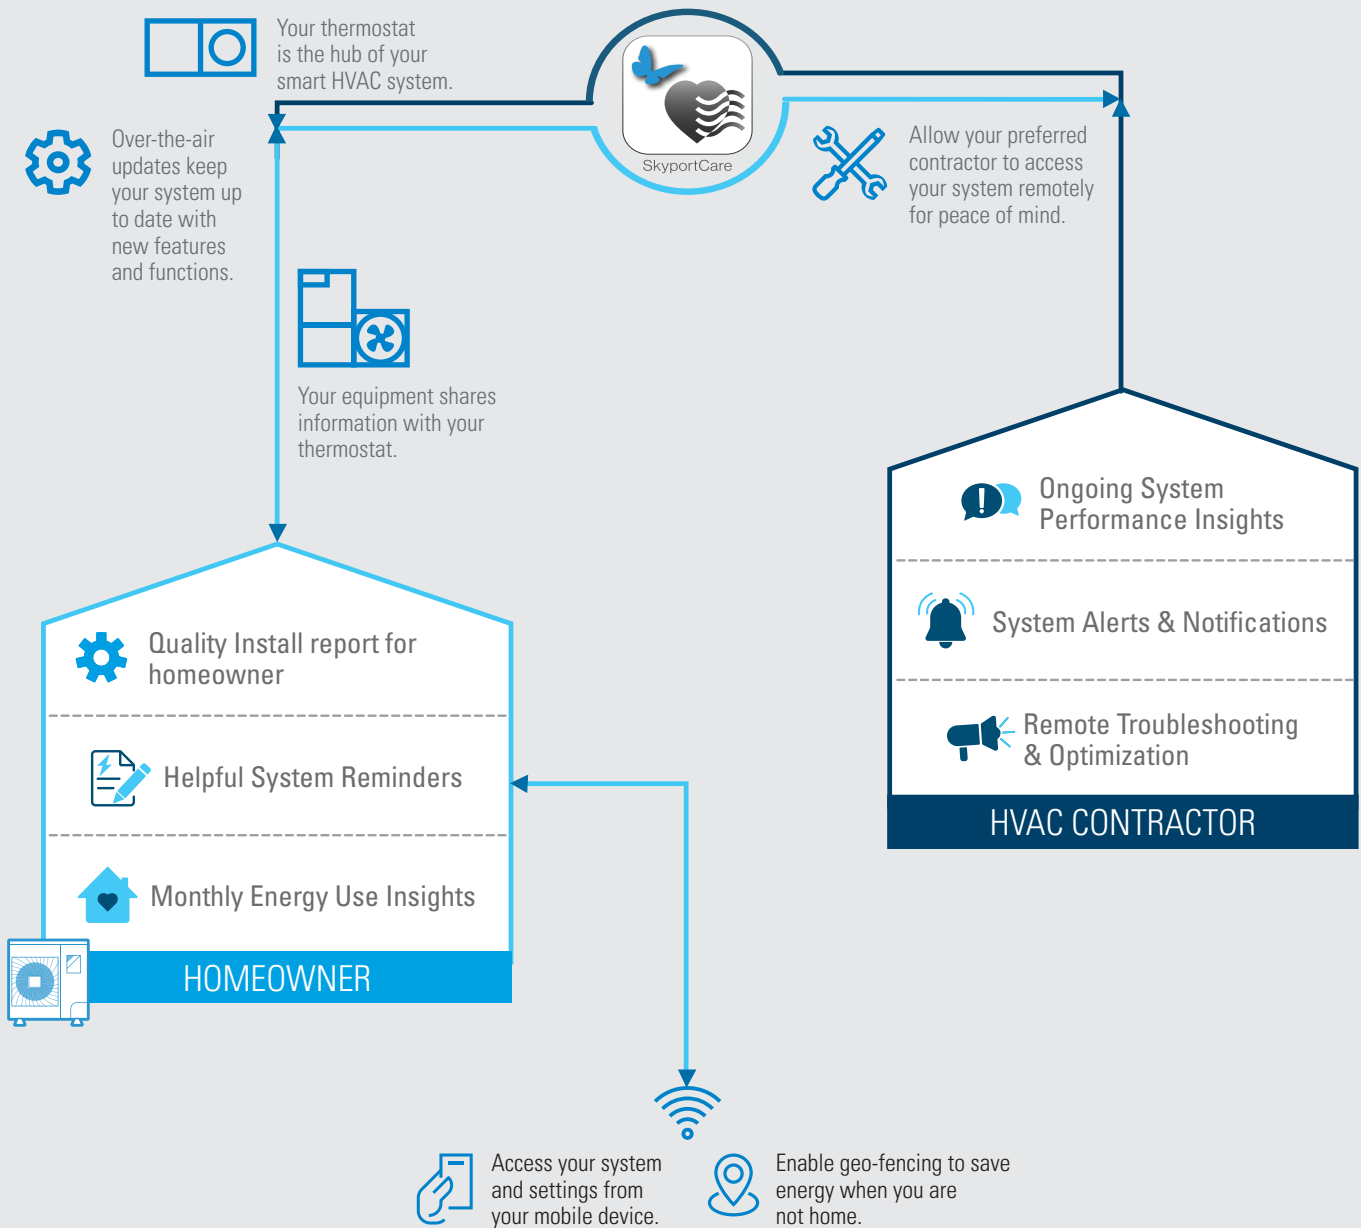 Your thermostat
is the hub of your
smart HVAC system.
SkyportCare
Over-the-air
updates keep
your system up
to date with
new features
and functions.
Allow your preferred
contractor to access
your system remotely
for peace of mind.
Your equipment shares
information with your
thermostat.
Ongoing System
Performance Insights
System Alerts & Notifications
Remote Troubleshooting
& Optimization
HVAC CONTRACTOR
Quality Install report for
homeowner
Helpful System Reminders
Monthly Energy Use Insights
HOMEOWNER
Access your system
and settings from
your mobile device.
Enable geo-fencing to save
energy when you are
not home.